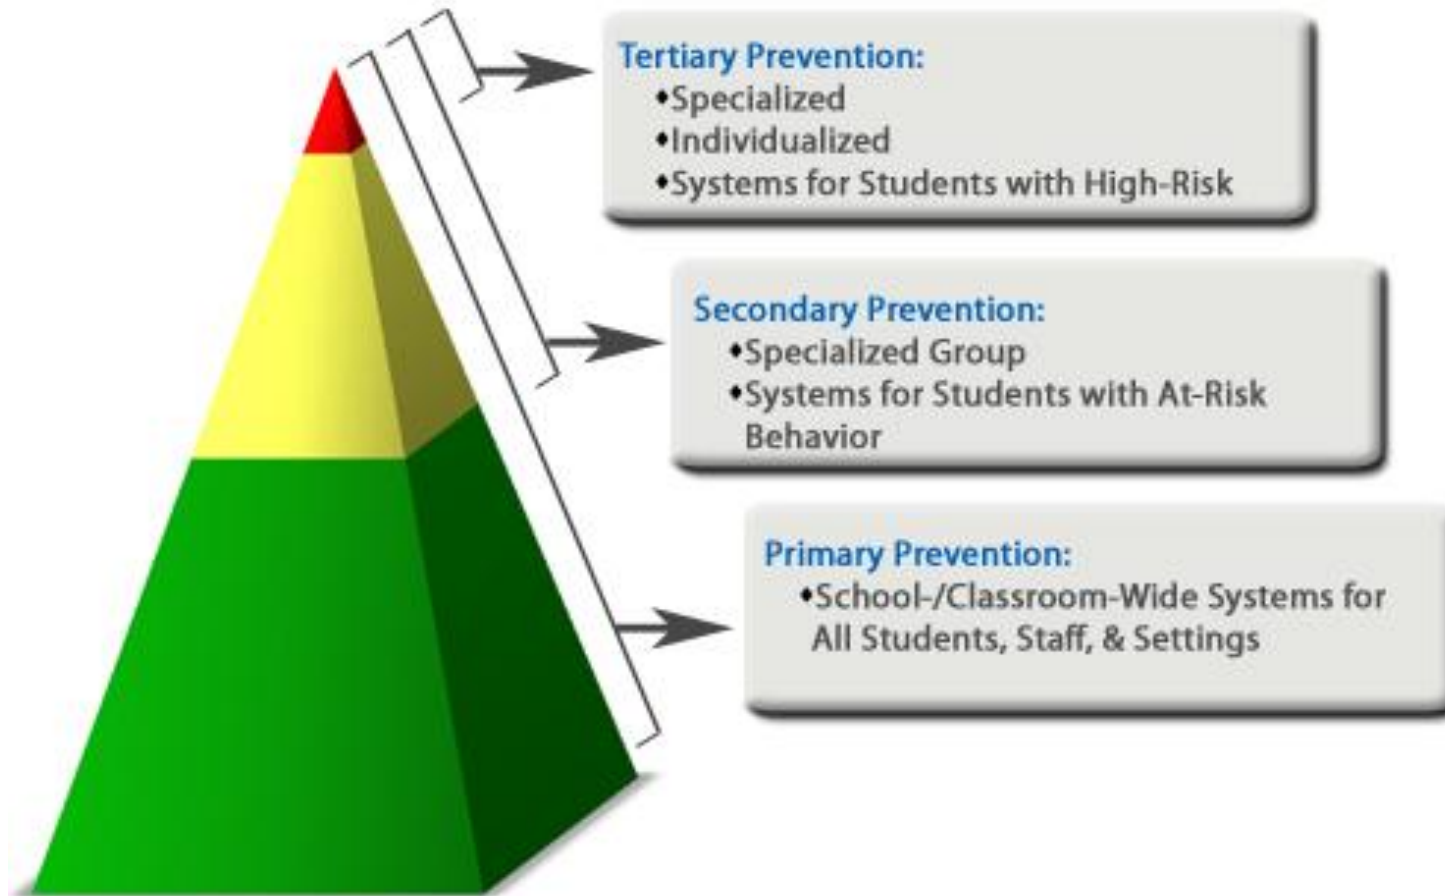 Tertiary Prevention:
♦Specialized
♦Individualized
♦Systems for Students with High-Risk
Secondary Prevention:
♦Specialized Group
♦Systems for Students with At-Risk
Behavior
Primary Prevention:
♦School-/Classroom-Wide Systems for
All Students, Staff, & Settings